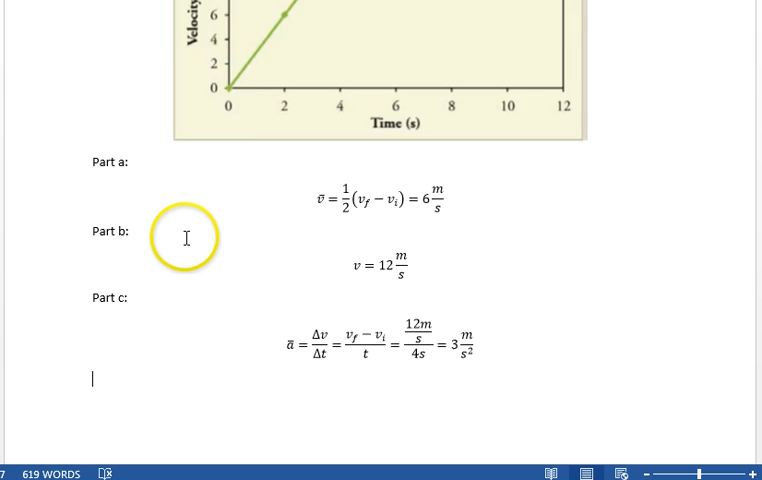 Velocity
6
4
2
0
0 2 4 6 8 10 12
Time (s)
Part a:
v̄ = 1/2 (v_f − v_i) = 6 m/s
Part b:
v = 12 m/s
Part c:
ā = Δv/Δt = (v_f − v_i)/t = (12m/s)/4s = 3 m/s²
7 619 WORDS